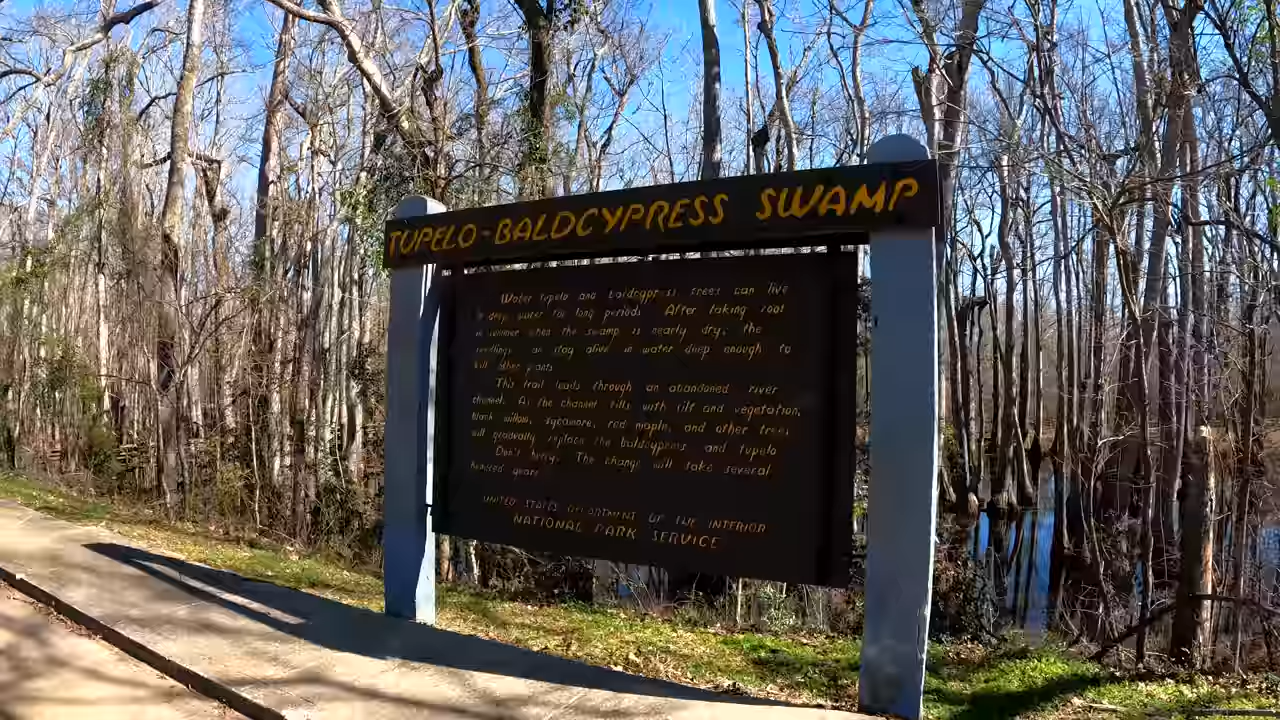 TUPELO-BALDCYPRESS SWAMP
Water tupelo and baldcypress trees can live
in deep water for long periods. After taking root
in summer when the swamp is nearly dry, the
seedlings can stay alive in water deep enough to
kill other plants.
This trail leads through an abandoned river
channel. As the channel fills with silt and vegetation,
black willow, sycamore, red maple, and other trees
will gradually replace the baldcypress and tupelo
Don't hurry. The change will take several
hundred years.
UNITED STATES DEPARTMENT OF THE INTERIOR
NATIONAL PARK SERVICE